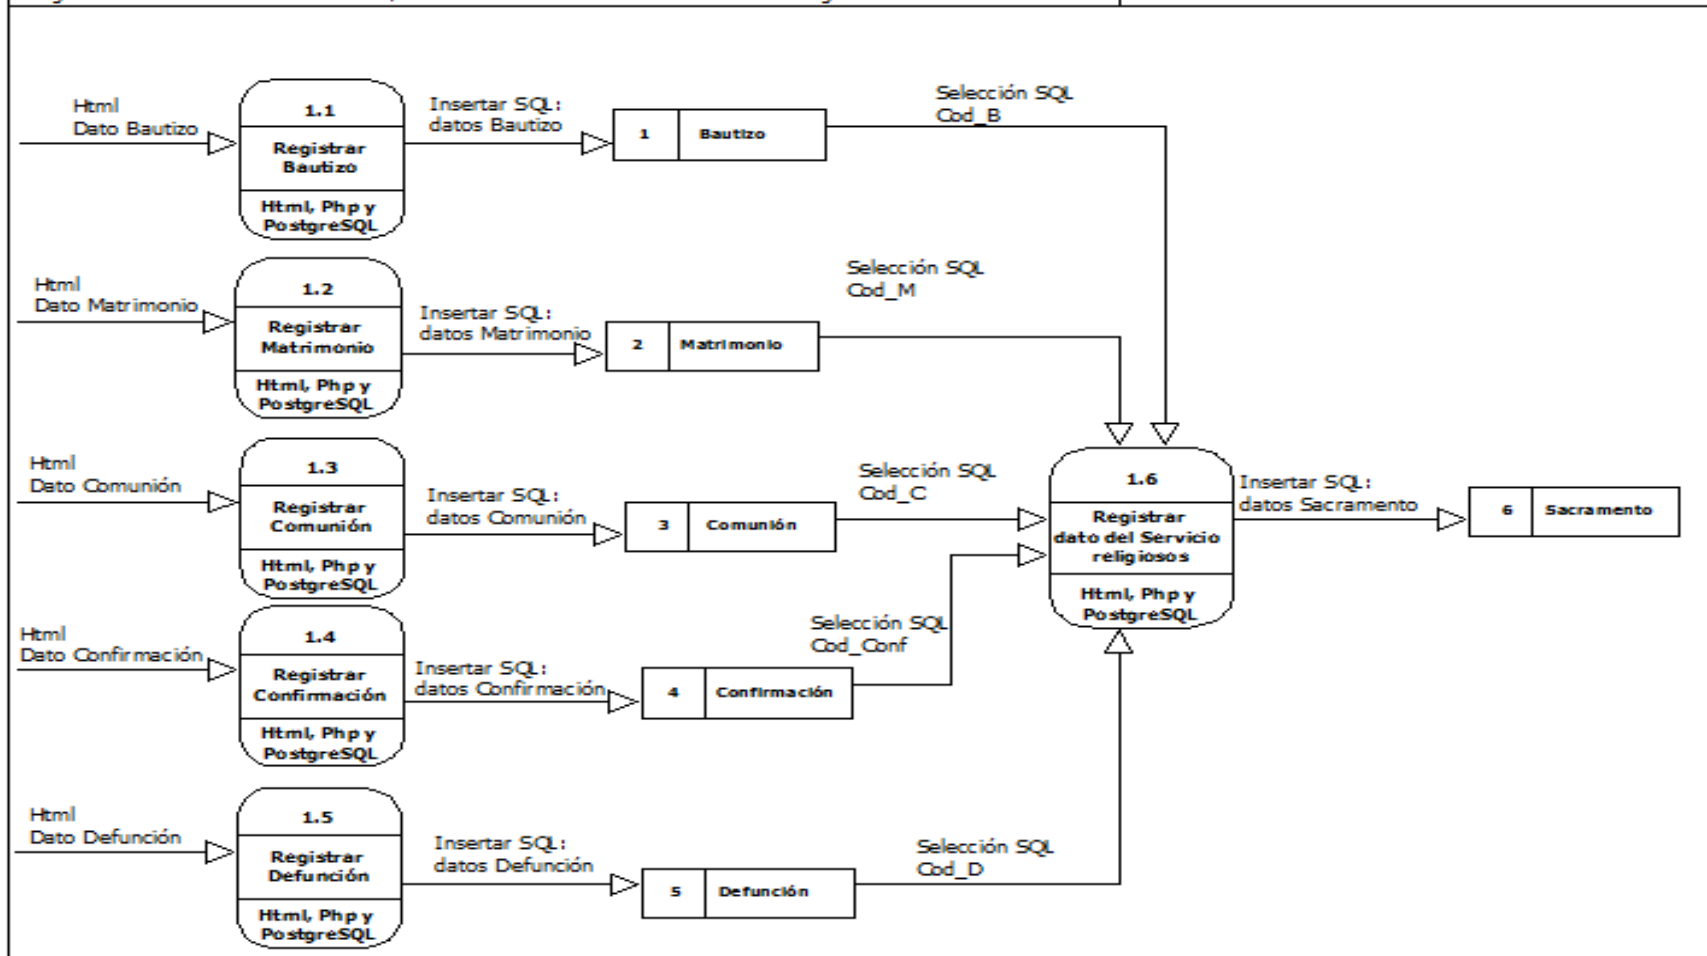 Html
Dato Bautizo
1.1
Registrar
Bautizo
Html, Php y
PostgreSQL
Insertar SQL:
datos Bautizo
1
Bautizo
Selección SQL
Cod_B
Html
Dato Matrimonio
1.2
Registrar
Matrimonio
Html, Php y
PostgreSQL
Insertar SQL:
datos Matrimonio
2
Matrimonio
Selección SQL
Cod_M
Html
Dato Comunión
1.3
Registrar
Comunión
Html, Php y
PostgreSQL
Insertar SQL:
datos Comunión
3
Comunión
Selección SQL
Cod_C
Html
Dato Confirmación
1.4
Registrar
Confirmación
Html, Php y
PostgreSQL
Insertar SQL:
datos Confirmación
4
Confirmación
Selección SQL
Cod_Conf
Html
Dato Defunción
1.5
Registrar
Defunción
Html, Php y
PostgreSQL
Insertar SQL:
datos Defunción
5
Defunción
Selección SQL
Cod_D
1.6
Registrar
dato del Servicio
religiosos
Html, Php y
PostgreSQL
Insertar SQL:
datos Sacramento
6
Sacramento